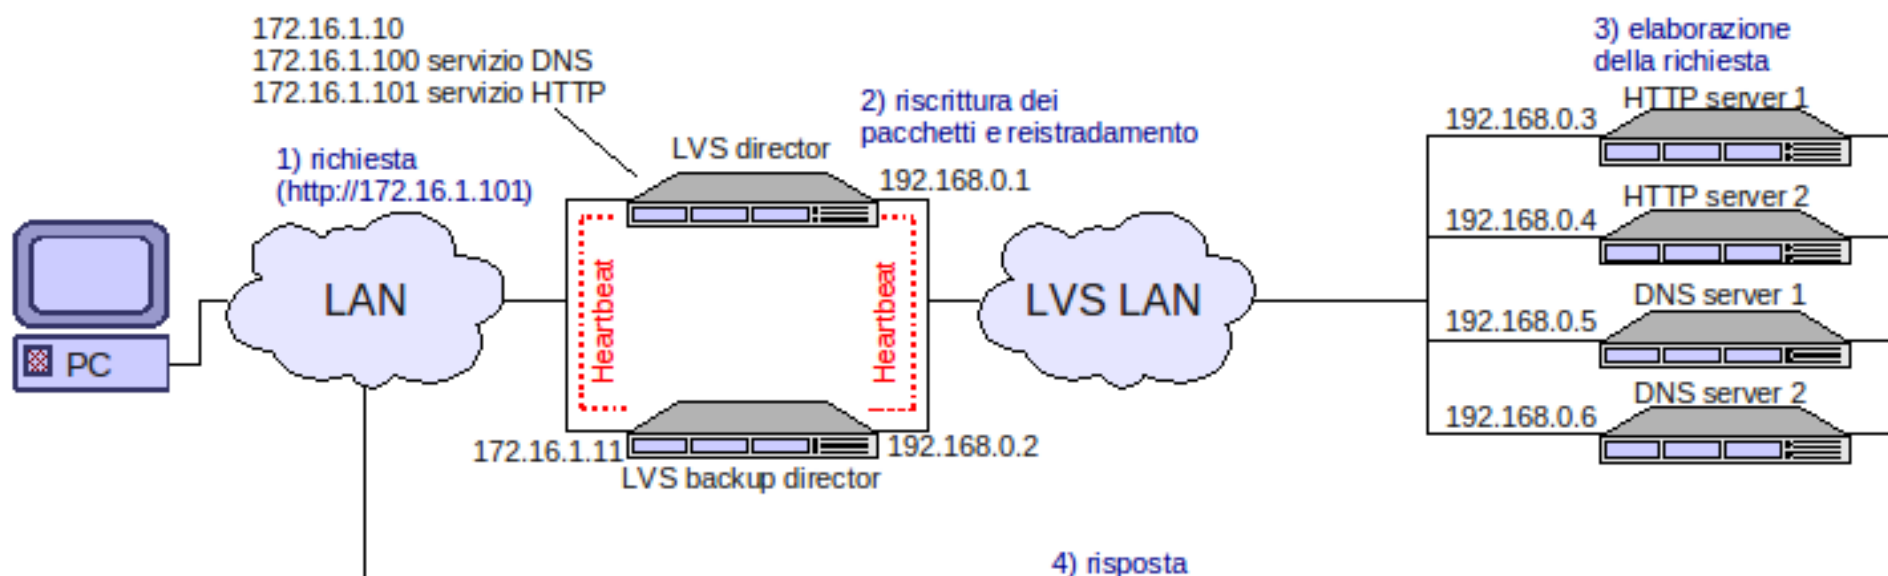 172.16.1.10
172.16.1.100 servizio DNS
172.16.1.101 servizio HTTP
1) richiesta
(http://172.16.1.101)
LVS director
2) riscrittura dei
pacchetti e reistradamento
192.168.0.1
3) elaborazione
della richiesta
HTTP server 1
192.168.0.3
HTTP server 2
192.168.0.4
DNS server 1
192.168.0.5
DNS server 2
192.168.0.6
PC
LAN
Heartbeat
Heartbeat
LVS LAN
172.16.1.11
192.168.0.2
LVS backup director
4) risposta